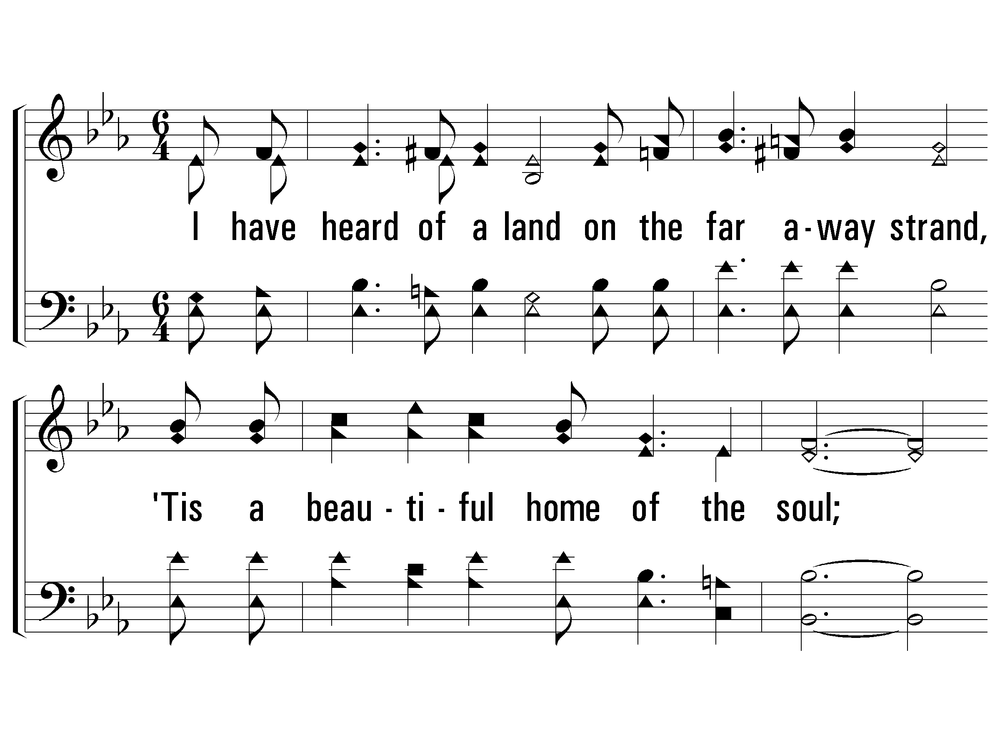 I have heard of a land on the far a-way strand,
'Tis a beau - ti - ful home of the soul;